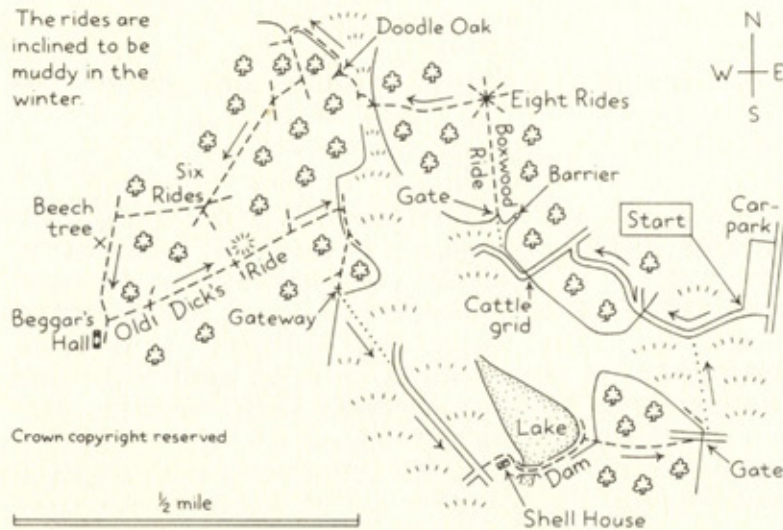 The rides are
inclined to be
muddy in the
winter.
Doodle Oak
N
W E
S
Eight Rides
Boxwood
Ride
Six
Rides
Gate
Barrier
Beech
tree
Start
Car-
park
Old Dick's Ride
Beggar's
Hall
Gateway
Cattle
grid
Crown copyright reserved
Lake
Dam
Gate
½ mile
Shell House